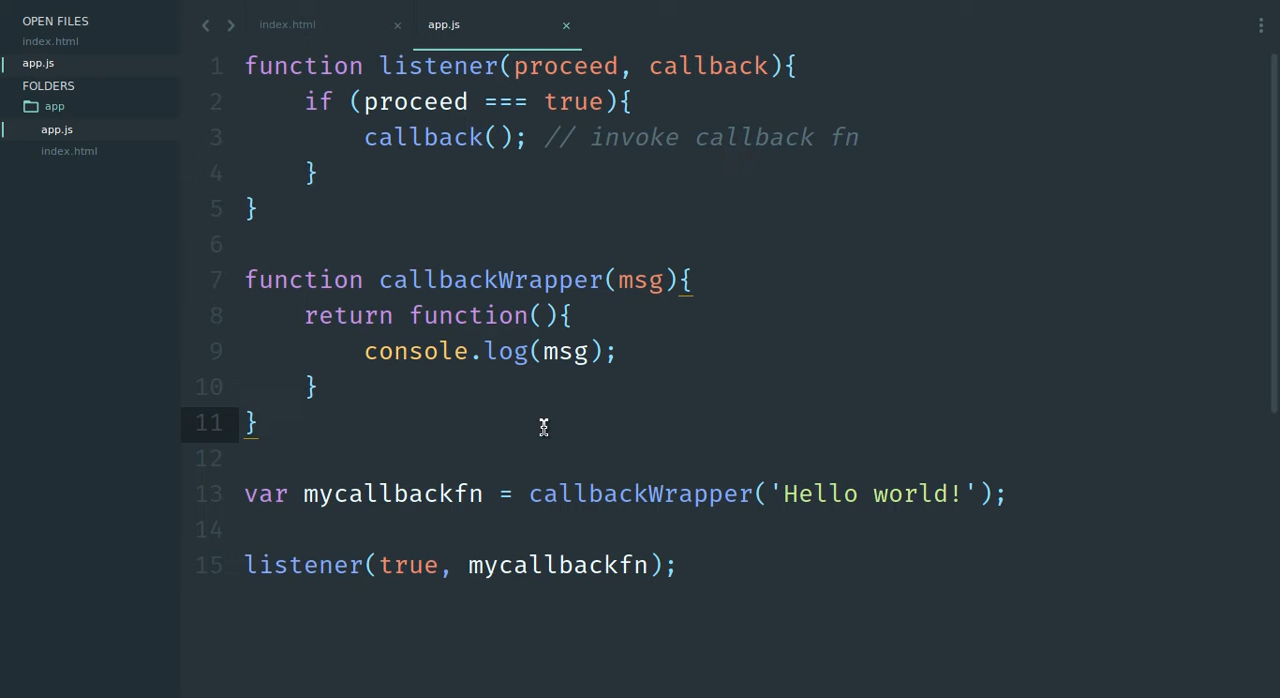 OPEN FILES
index.html
app.js
FOLDERS
app
app.js
index.html
index.html × app.js ×
1 function listener(proceed, callback){
2     if (proceed === true){
3         callback(); // invoke callback fn
4     }
5 }
6
7 function callbackWrapper(msg){
8     return function(){
9         console.log(msg);
10     }
11 }
12
13 var mycallbackfn = callbackWrapper('Hello world!');
14
15 listener(true, mycallbackfn);